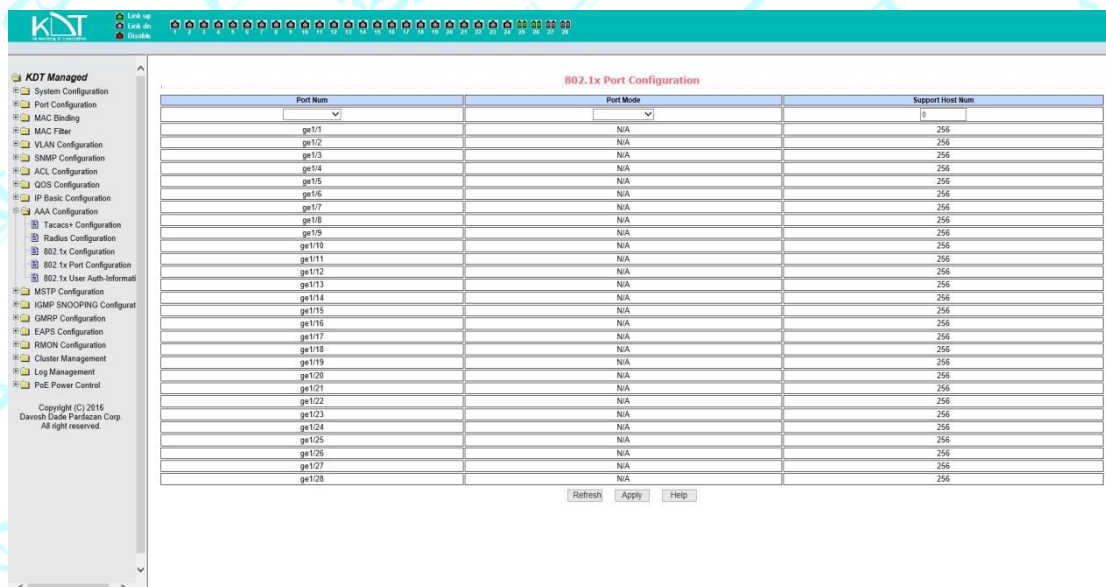 KDT
Link up
Link dn
Disable
1 2 3 4 5 6 7 8 9 10 11 12 13 14 15 16 17 18 19 20 21 22 23 24 25 26 27 28
KDT Managed
System Configuration
Port Configuration
MAC Binding
MAC Filter
VLAN Configuration
SNMP Configuration
ACL Configuration
QOS Configuration
IP Basic Configuration
AAA Configuration
Tacacs+ Configuration
Radius Configuration
802.1x Configuration
802.1x Port Configuration
802.1x User Auth-Informati
MSTP Configuration
IGMP SNOOPING Configurat
GMRP Configuration
EAPS Configuration
RMON Configuration
Cluster Management
Log Management
PoE Power Control
Copyright (C) 2016
Davosh Dade Pardazan Corp.
All right reserved.
802.1x Port Configuration
Port Num Port Mode Support Host Num
0
ge1/1 N/A 256
ge1/2 N/A 256
ge1/3 N/A 256
ge1/4 N/A 256
ge1/5 N/A 256
ge1/6 N/A 256
ge1/7 N/A 256
ge1/8 N/A 256
ge1/9 N/A 256
ge1/10 N/A 256
ge1/11 N/A 256
ge1/12 N/A 256
ge1/13 N/A 256
ge1/14 N/A 256
ge1/15 N/A 256
ge1/16 N/A 256
ge1/17 N/A 256
ge1/18 N/A 256
ge1/19 N/A 256
ge1/20 N/A 256
ge1/21 N/A 256
ge1/22 N/A 256
ge1/23 N/A 256
ge1/24 N/A 256
ge1/25 N/A 256
ge1/26 N/A 256
ge1/27 N/A 256
ge1/28 N/A 256
Refresh Apply Help